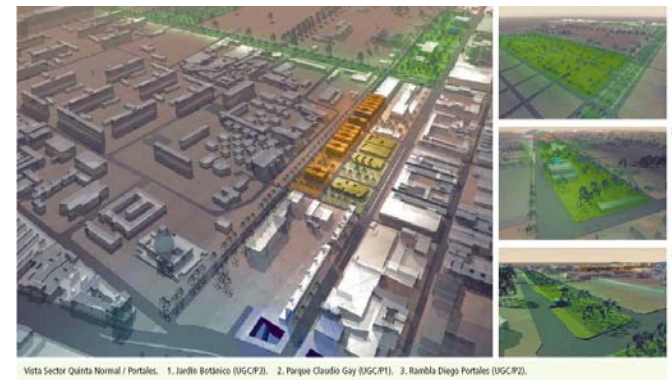 Vista Sector Quinta Normal / Portales. 1. Jardín Botánico (UGC/P3). 2. Parque Claudio Gay (UGC/P1). 3. Rambla Diego Portales (UGC/P2).